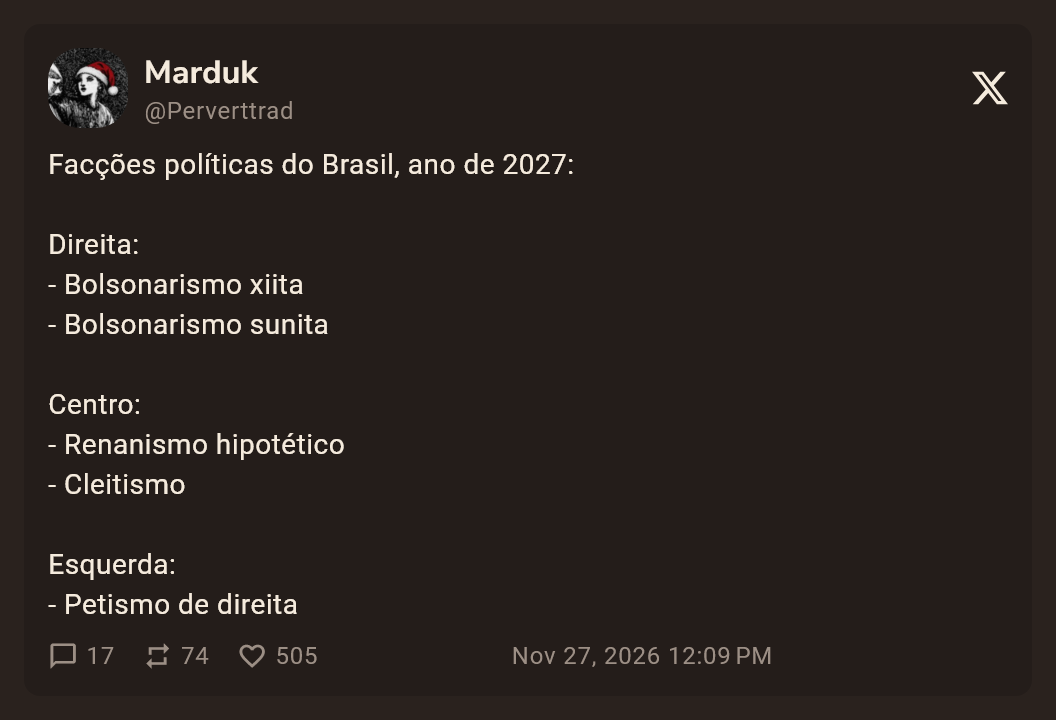 Marduk
@Perverttrad
Facções políticas do Brasil, ano de 2027:
Direita:
- Bolsonarismo xiita
- Bolsonarismo sunita
Centro:
- Renanismo hipotético
- Cleitismo
Esquerda:
- Petismo de direita
17 74 505 Nov 27, 2026 12:09 PM